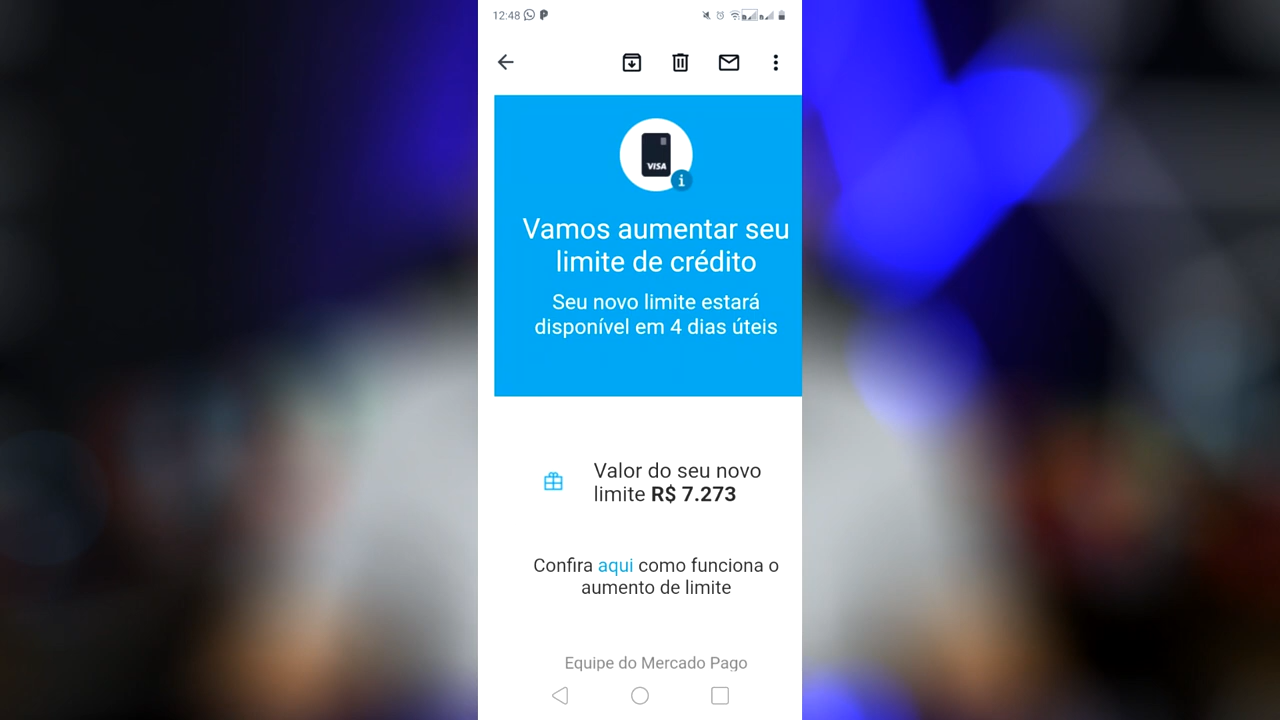 12:48
VISA
i
Vamos aumentar seu
limite de crédito
Seu novo limite estará
disponível em 4 dias úteis
Valor do seu novo
limite R$ 7.273
Confira aqui como funciona o
aumento de limite
Equipe do Mercado Pago